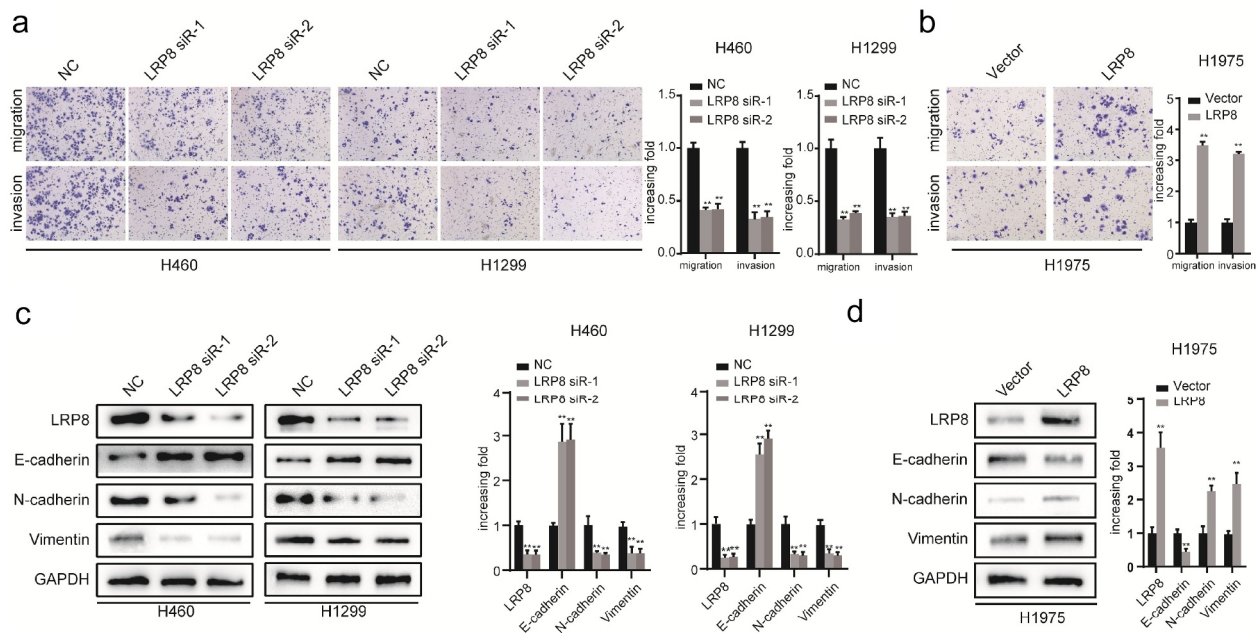 a
NC
LRP8 siR-1
LRP8 siR-2
NC
LRP8 siR-1
LRP8 siR-2
migration
invasion
H460
H1299
H460
NC
LRP8 siR-1
LRP8 siR-2
increasing fold
1.5
1.0
0.5
0.0
**
**
**
**
migration
invasion
H1299
NC
LRP8 siR-1
LRP8 siR-2
increasing fold
1.5
1.0
0.5
0.0
**
**
**
**
migration
invasion
b
Vector
LRP8
migration
invasion
H1975
H1975
Vector
LRP8
increasing fold
5
4
3
2
1
0
**
**
migration
invasion
c
NC
LRP8 siR-1
LRP8 siR-2
NC
LRP8 siR-1
LRP8 siR-2
LRP8
E-cadherin
N-cadherin
Vimentin
GAPDH
H460
H1299
H460
NC
LRP8 siR-1
LRP8 siR-2
increasing fold
4
3
2
1
0
**
**
**
**
**
**
**
**
LRP8
E-cadherin
N-cadherin
Vimentin
H1299
NC
LRP8 siR-1
LRP8 siR-2
increasing fold
4
3
2
1
0
**
**
**
**
**
**
**
**
LRP8
E-cadherin
N-cadherin
Vimentin
d
Vector
LRP8
LRP8
E-cadherin
N-cadherin
Vimentin
GAPDH
H1975
H1975
Vector
LRP8
increasing fold
5
4
3
2
1
0
**
**
**
**
LRP8
E-cadherin
N-cadherin
Vimentin